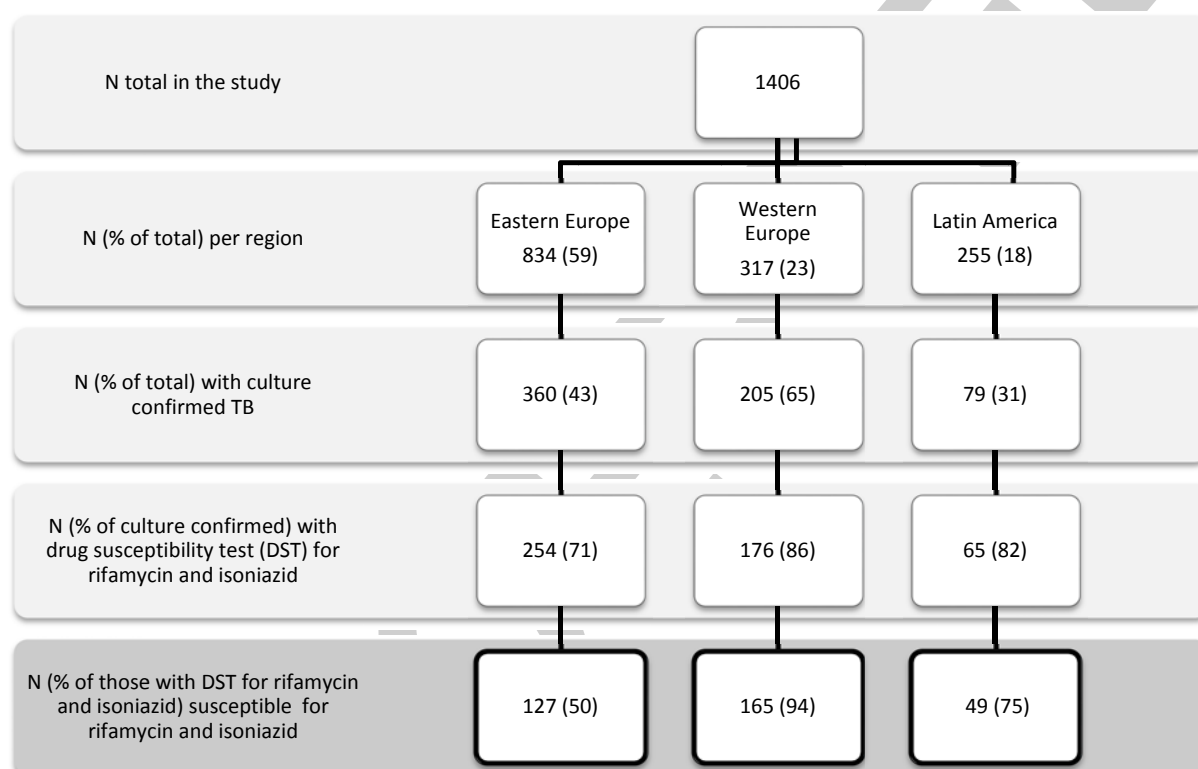 N total in the study
1406
N (% of total) per region
Eastern Europe
834 (59)
Western
Europe
317 (23)
Latin America
255 (18)
N (% of total) with culture
confirmed TB
360 (43)
205 (65)
79 (31)
N (% of culture confirmed) with
drug susceptibility test (DST) for
rifamycin and isoniazid
254 (71)
176 (86)
65 (82)
N (% of those with DST for rifamycin
and isoniazid) susceptible for
rifamycin and isoniazid
127 (50)
165 (94)
49 (75)